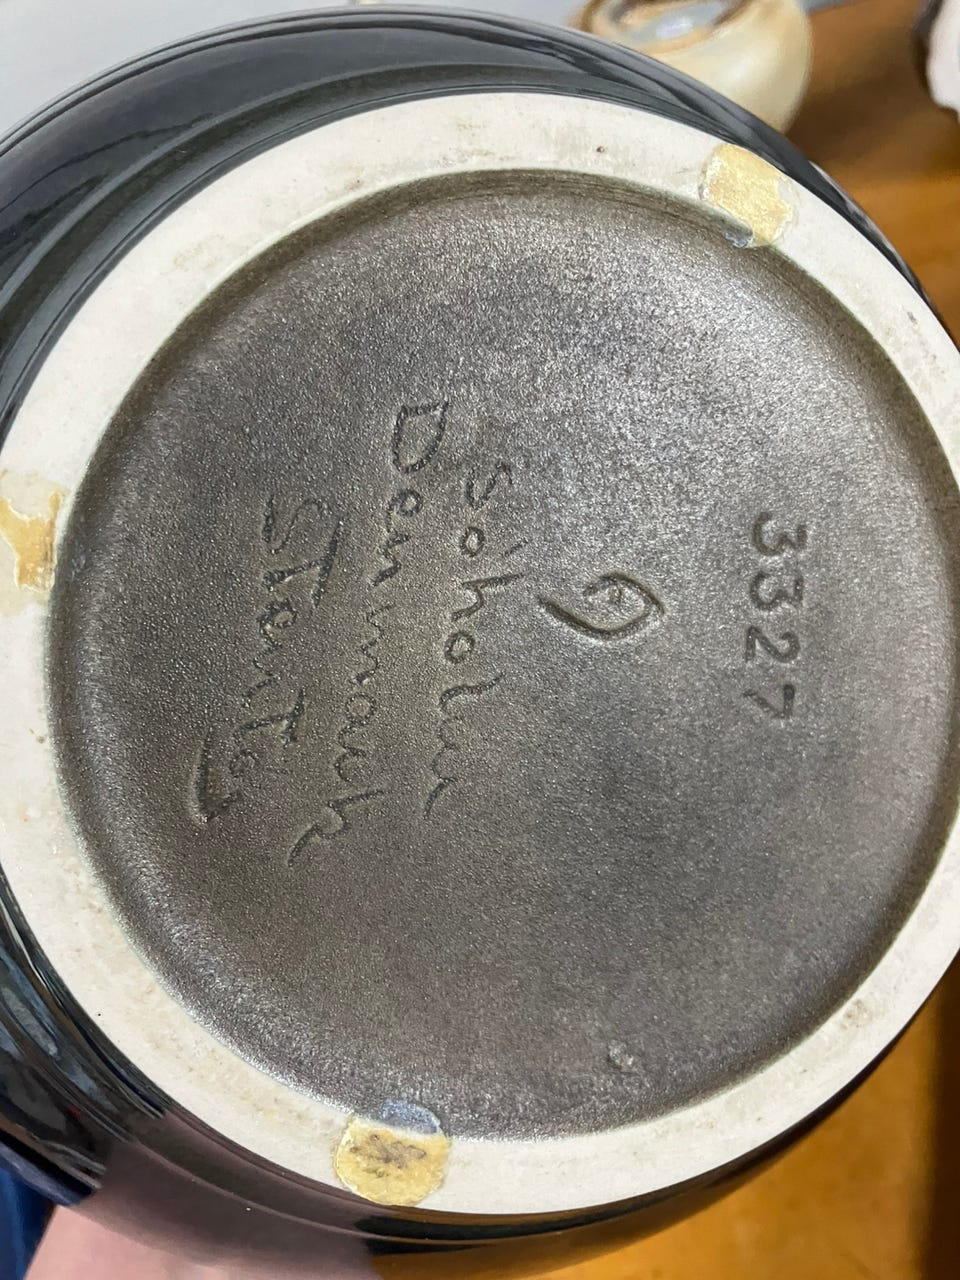 3327
Søholm
Denmark
Stentøj